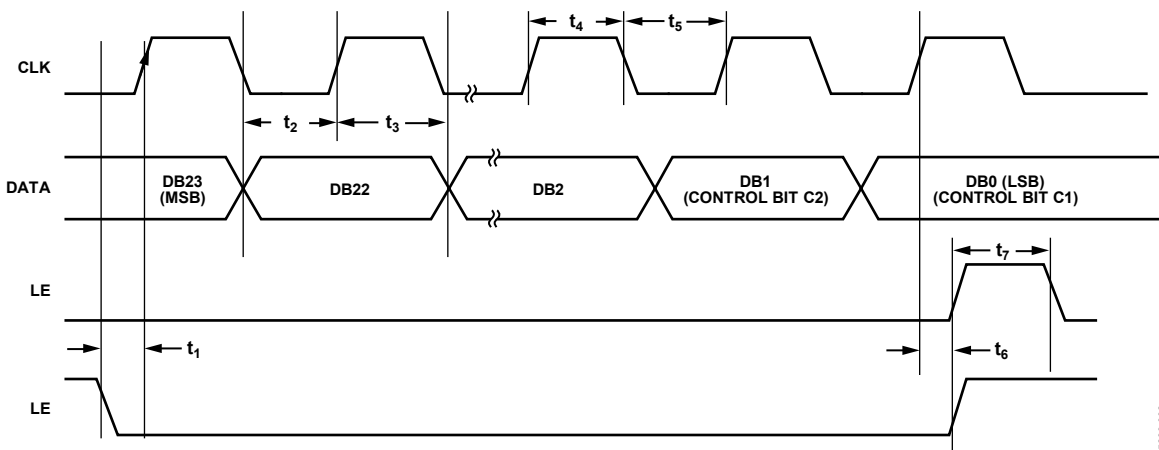 t4
t5
CLK
t2
t3
DATA
DB23
(MSB)
DB22
DB2
DB1
(CONTROL BIT C2)
DB0 (LSB)
(CONTROL BIT C1)
t7
LE
t1
t6
LE